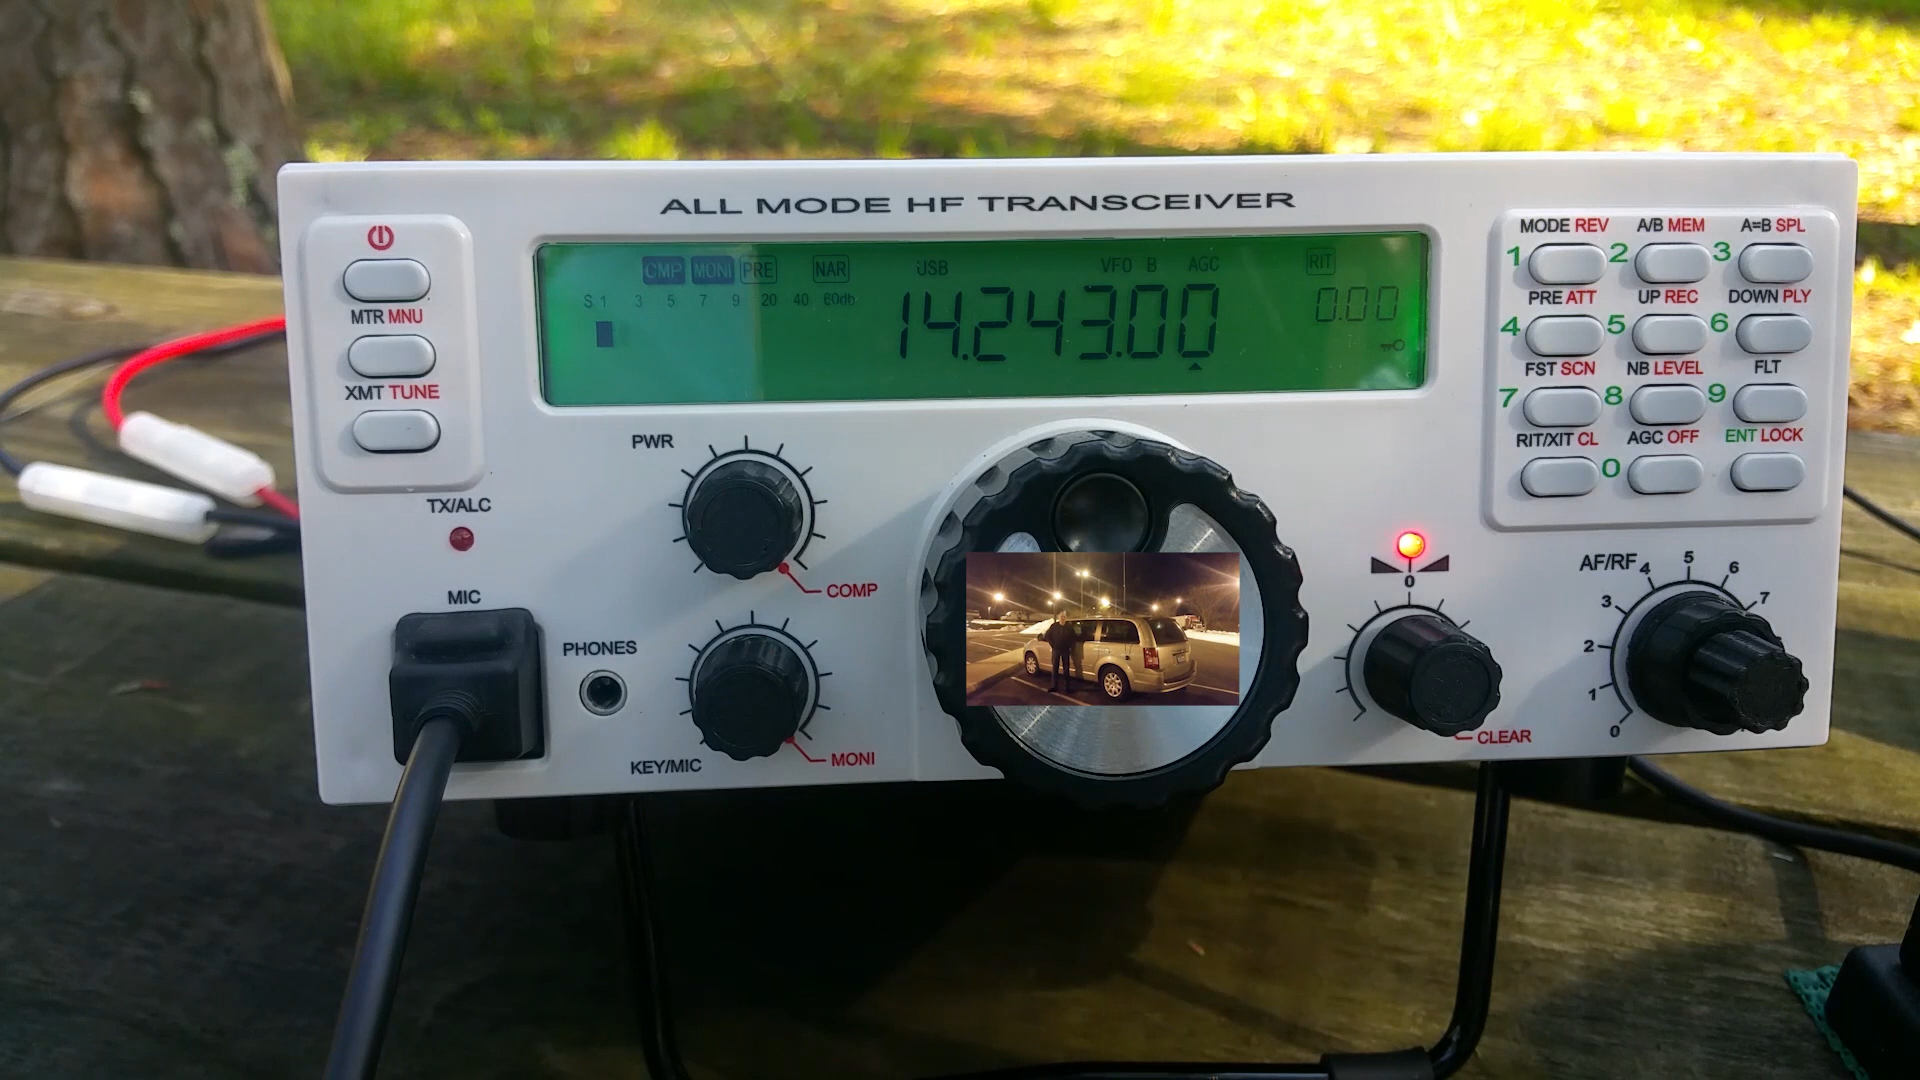 ALL MODE HF TRANSCEIVER
MTR MNU
XMT TUNE
TX/ALC
MIC
PHONES
CMP MONI PRE NAR USB VFO B AGC RIT
S 1 3 5 7 9 20 40 60db
14.243.00 0.00
PWR
COMP
KEY/MIC
MONI
0
CLEAR
MODE REV A/B MEM A=B SPL
1 2 3
PRE ATT UP REC DOWN PLY
4 5 6
FST SCN NB LEVEL FLT
7 8 9
RIT/XIT CL AGC OFF ENT LOCK
0
AF/RF
0 1 2 3 4 5 6 7